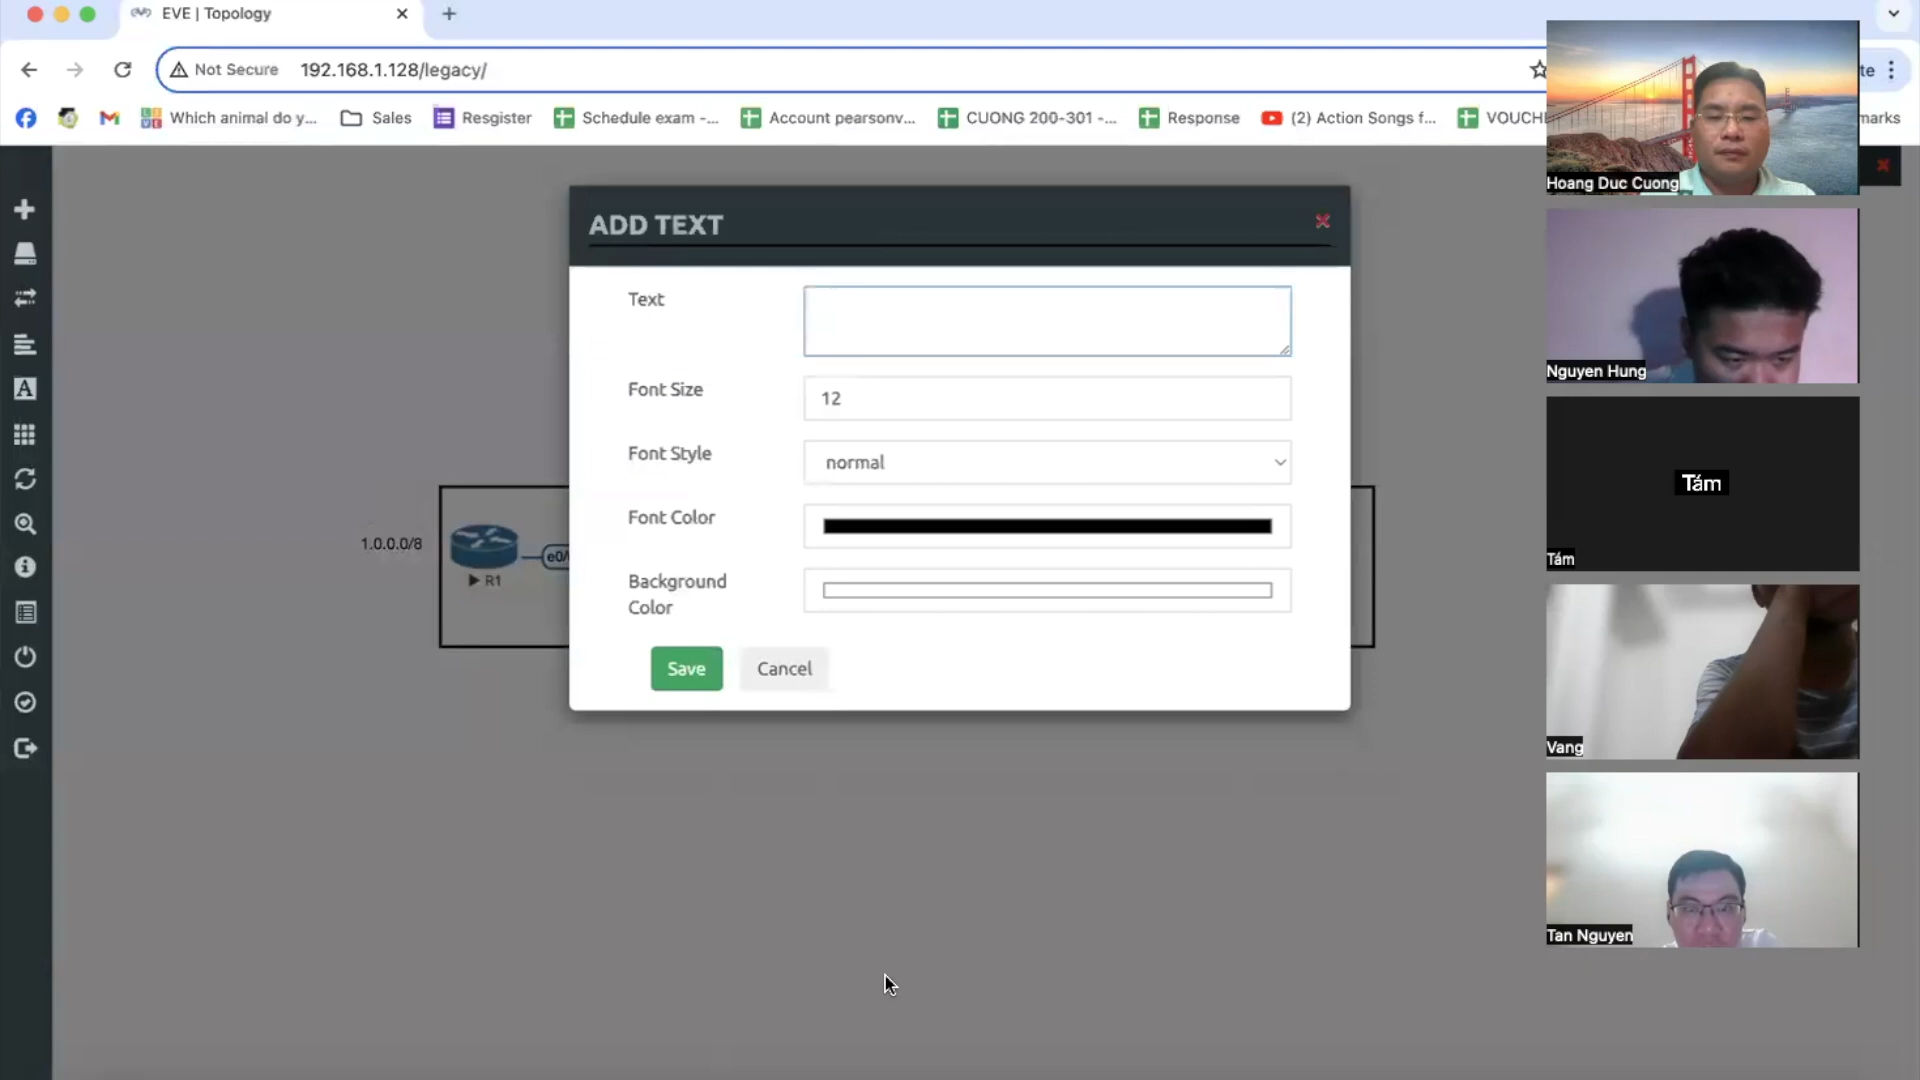 EVE | Topology
Not Secure 192.168.1.128/legacy/
te
Which animal do y...
Sales
Resgister
Schedule exam -...
Account pearsonv...
CUONG 200-301 -...
Response
(2) Action Songs f...
VOUCH
marks
ADD TEXT
Text
Font Size
12
Font Style
normal
Font Color
Background
Color
Save
Cancel
1.0.0.0/8
R1
e0/
Hoang Duc Cuong
Nguyen Hung
Tám
Tám
Vang
Tan Nguyen